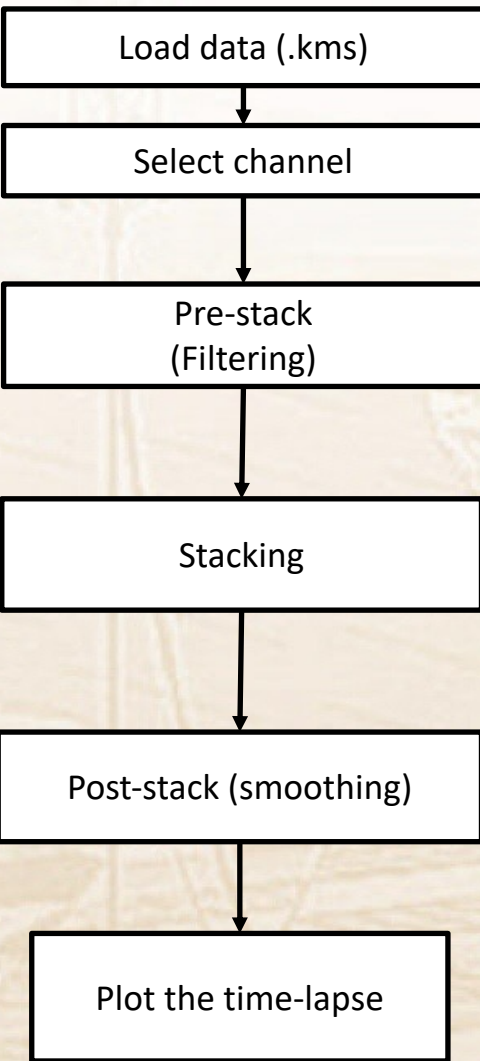 Load data (.kms)
Select channel
Pre-stack
(Filtering)
Stacking
Post-stack (smoothing)
Plot the time-lapse